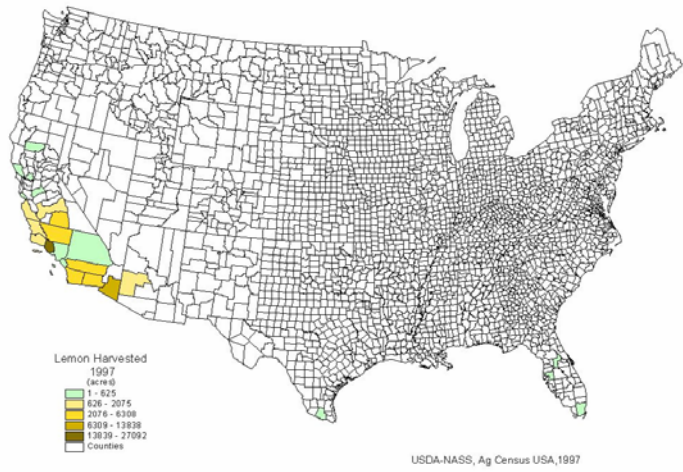 Lemon Harvested
1997
(acres)
1 - 625
626 - 2075
2076 - 6308
6309 - 13838
13839 - 27092
Counties
USDA-NASS, Ag Census USA,1997